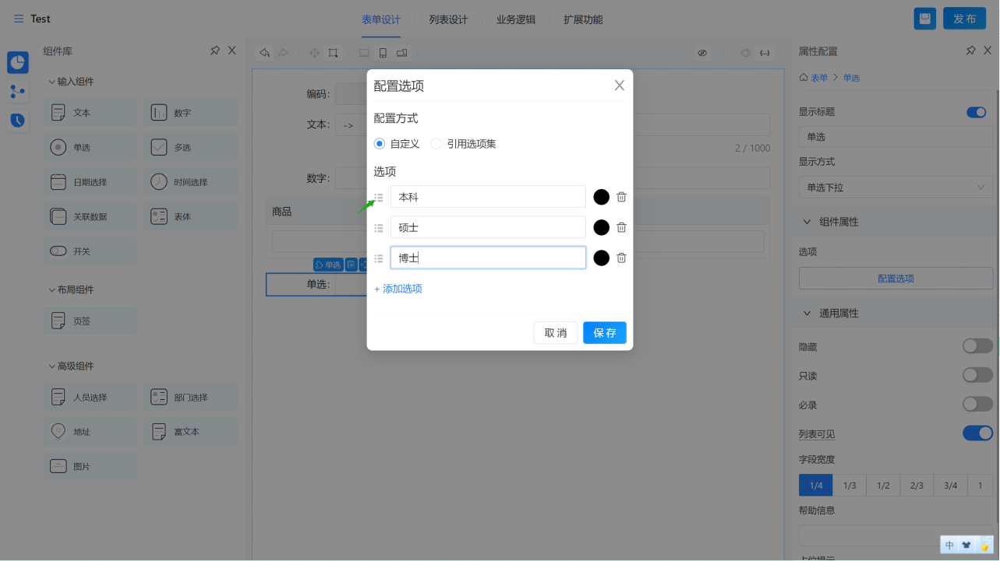 Test
表单设计 列表设计 业务逻辑 扩展功能
发布
组件库
输入组件
文本 数字
单选 多选
日期选择 时间选择
关联数据 表体
开关
布局组件
页签
高级组件
人员选择 部门选择
地址 富文本
图片
编码:
文本: ->
2 / 1000
数字:
商品
单选
单选:
配置选项
配置方式
自定义 引用选项集
选项
本科
硕士
博士
+ 添加选项
取消 保存
属性配置
表单 > 单选
显示标题
单选
显示方式
单选下拉
组件属性
选项
配置选项
通用属性
隐藏
只读
必录
列表可见
字段宽度
1/4 1/3 1/2 2/3 3/4 1
帮助信息
中